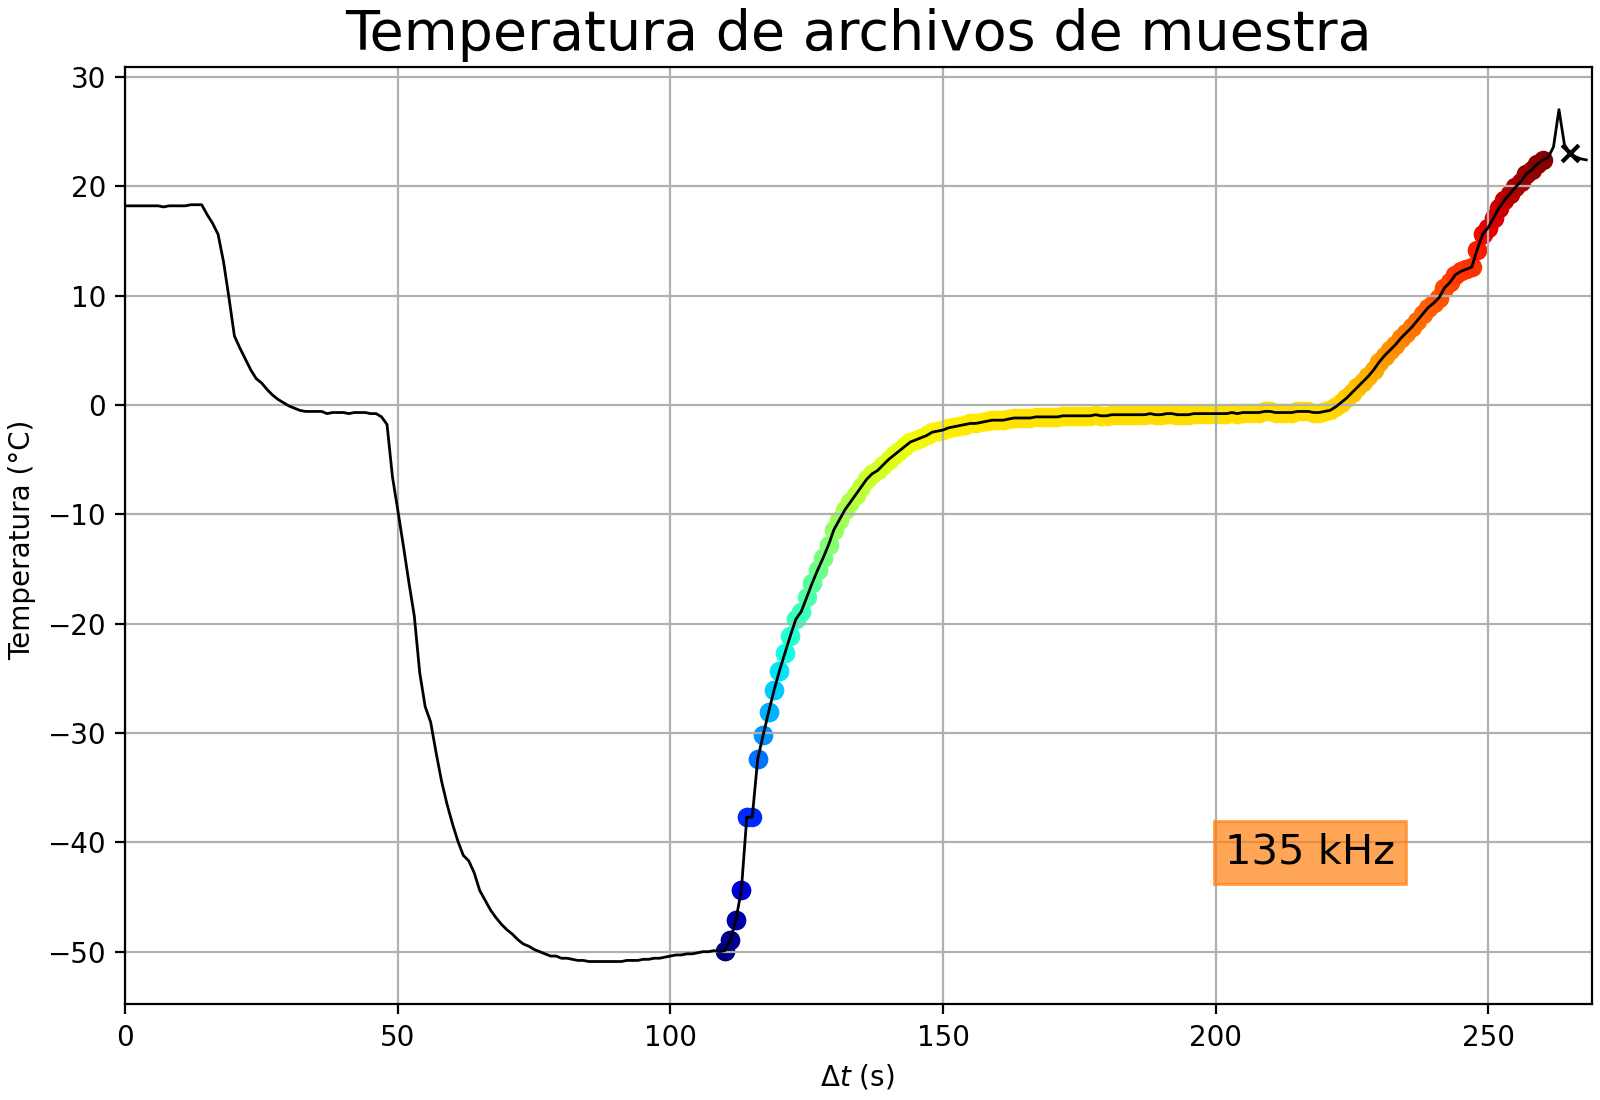 Temperatura de archivos de muestra
Temperatura (°C)
30
20
10
0
−10
−20
−30
−40
−50
135 kHz
0 50 100 150 200 250
Δt (s)